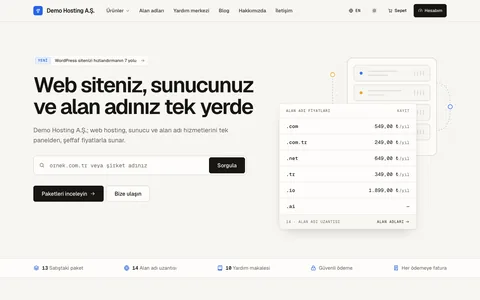 Demo Hosting A.Ş.
Ürünler
Alan adları
Yardım merkezi
Blog
Hakkımızda
İletişim
Sepet
Hesabım
YENİ
WordPress sitenizi hızlandırmanın 7 yolu
Web siteniz, sunucunuz
ve alan adınız tek yerde
Demo Hosting A.Ş.; web hosting, sunucu ve alan adı hizmetlerini tek
panelden, şeffaf fiyatlarla sunar.
ornek.com.tr veya şirket adınız
Sorgula
Paketleri inceleyin →
Bize ulaşın
ALAN ADI FİYATLARI
KAYIT
.com 549,00 ₺/yıl
.com.tr 249,00 ₺/yıl
.net 649,00 ₺/yıl
.tr 349,00 ₺/yıl
.io 1.899,00 ₺/yıl
.ai –
14 · ALAN ADI UZANTISI
ALAN ADLARI →
13 Satıştaki paket
14 Alan adı uzantısı
10 Yardım makalesi
Güvenli ödeme
Her ödemeye fatura